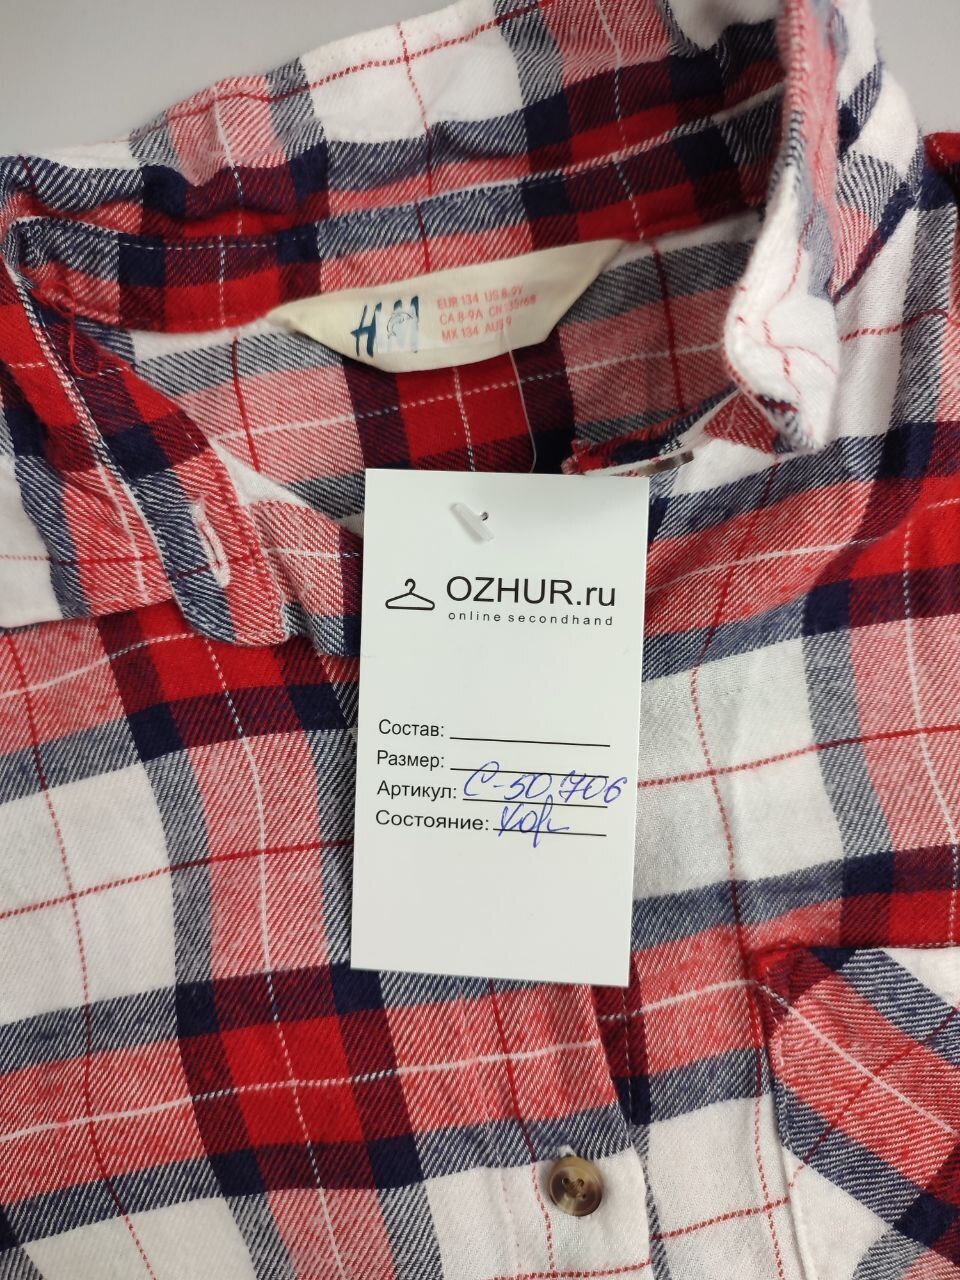 H&M
EUR 134 US 8-9Y
CA 8-9A CN 135/68
MX 134 AUS 9
OZHUR.ru
online secondhand
Состав:
Размер:
Артикул: С-50706
Состояние: хор